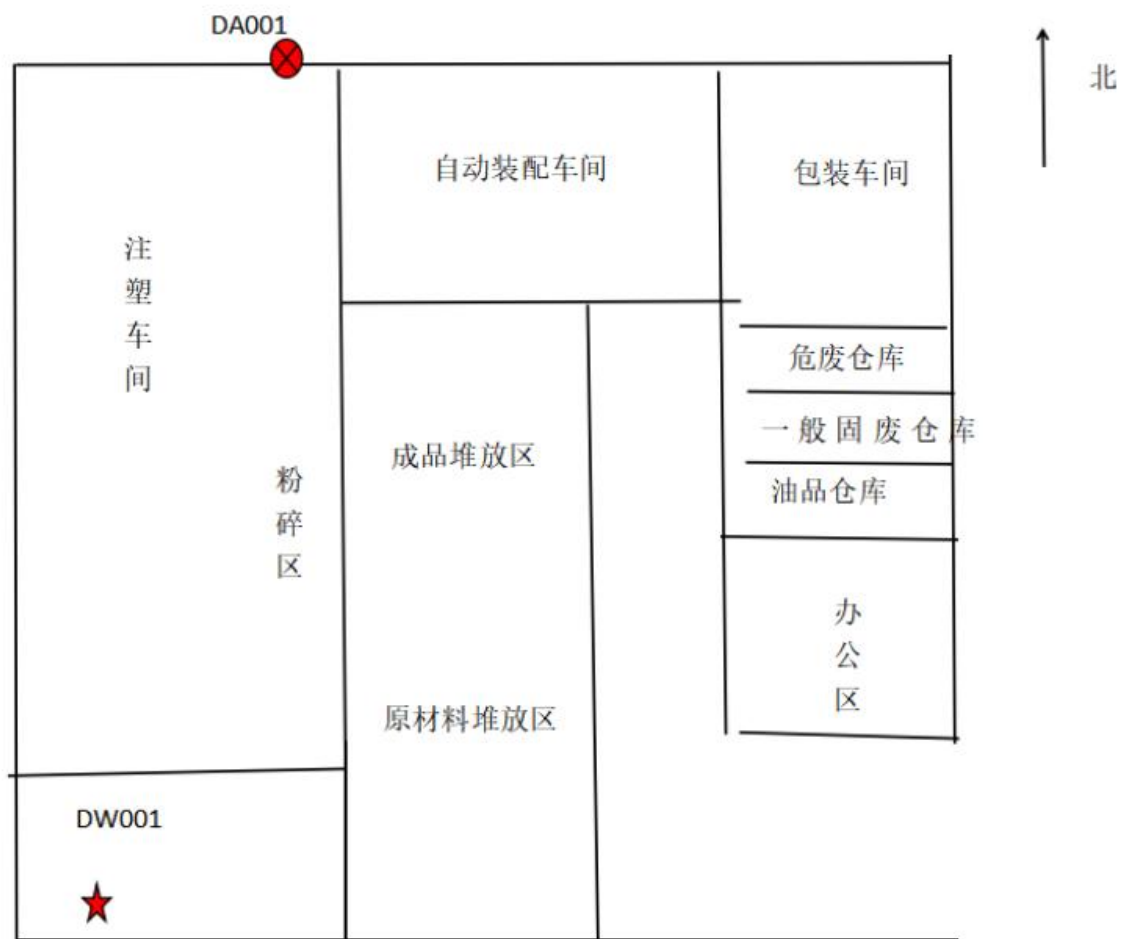 DA001
北
自动装配车间
包装车间
注塑车间
危废仓库
一般固废仓库
成品堆放区
油品仓库
粉碎区
办公区
原材料堆放区
DW001